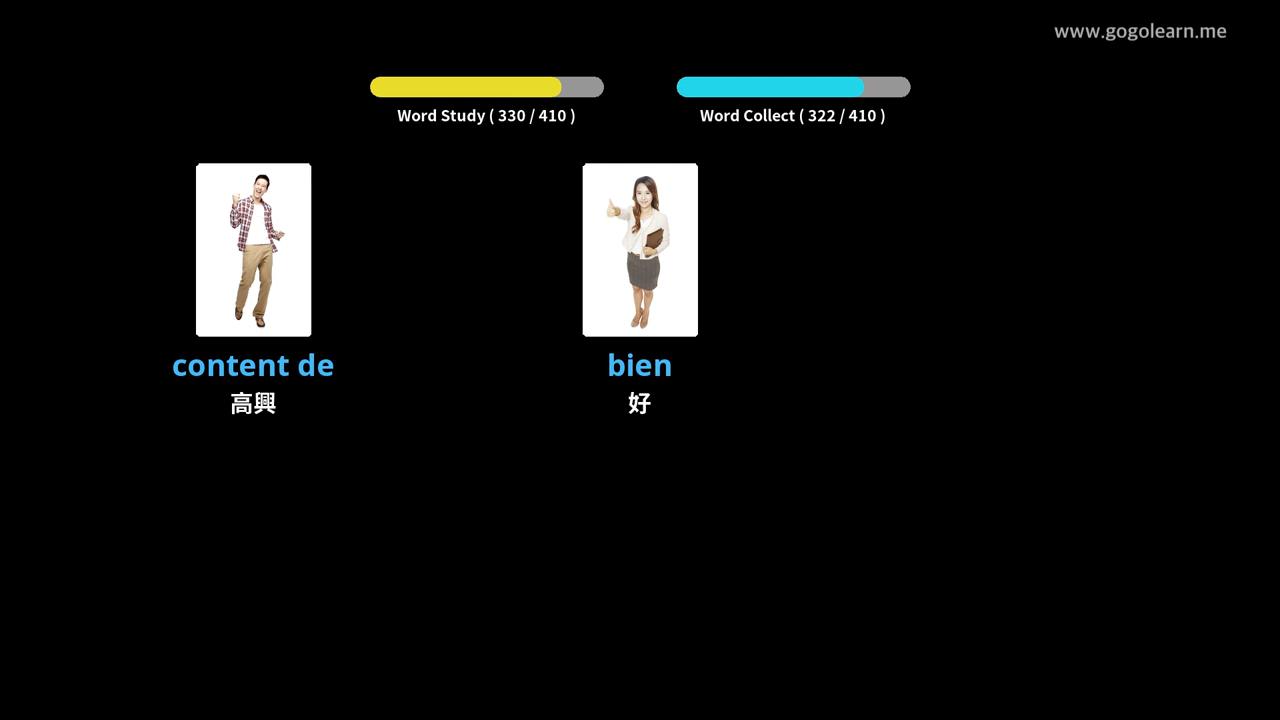 www.gogolearn.me
Word Study ( 330 / 410 )
Word Collect ( 322 / 410 )
content de
高興
bien
好